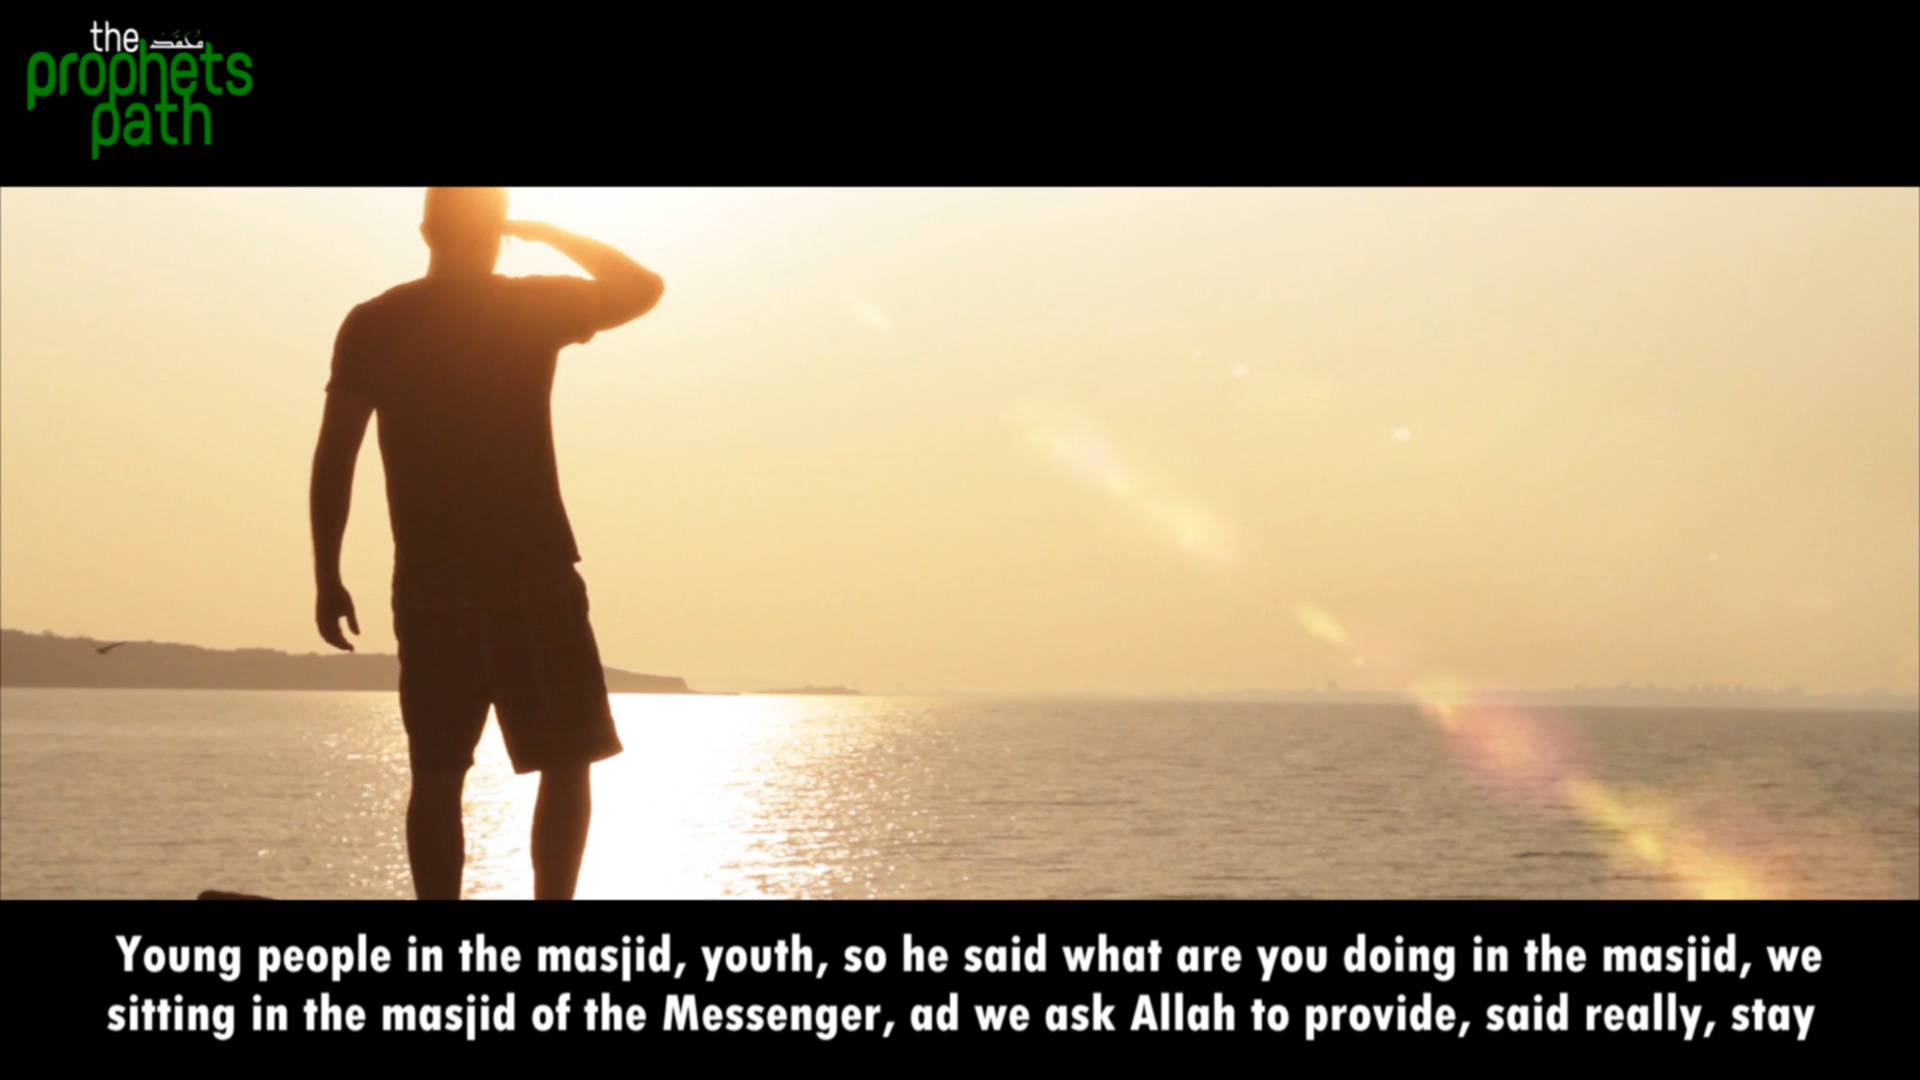 the محمد
prophets
path
Young people in the masjid, youth, so he said what are you doing in the masjid, we
sitting in the masjid of the Messenger, ad we ask Allah to provide, said really, stay